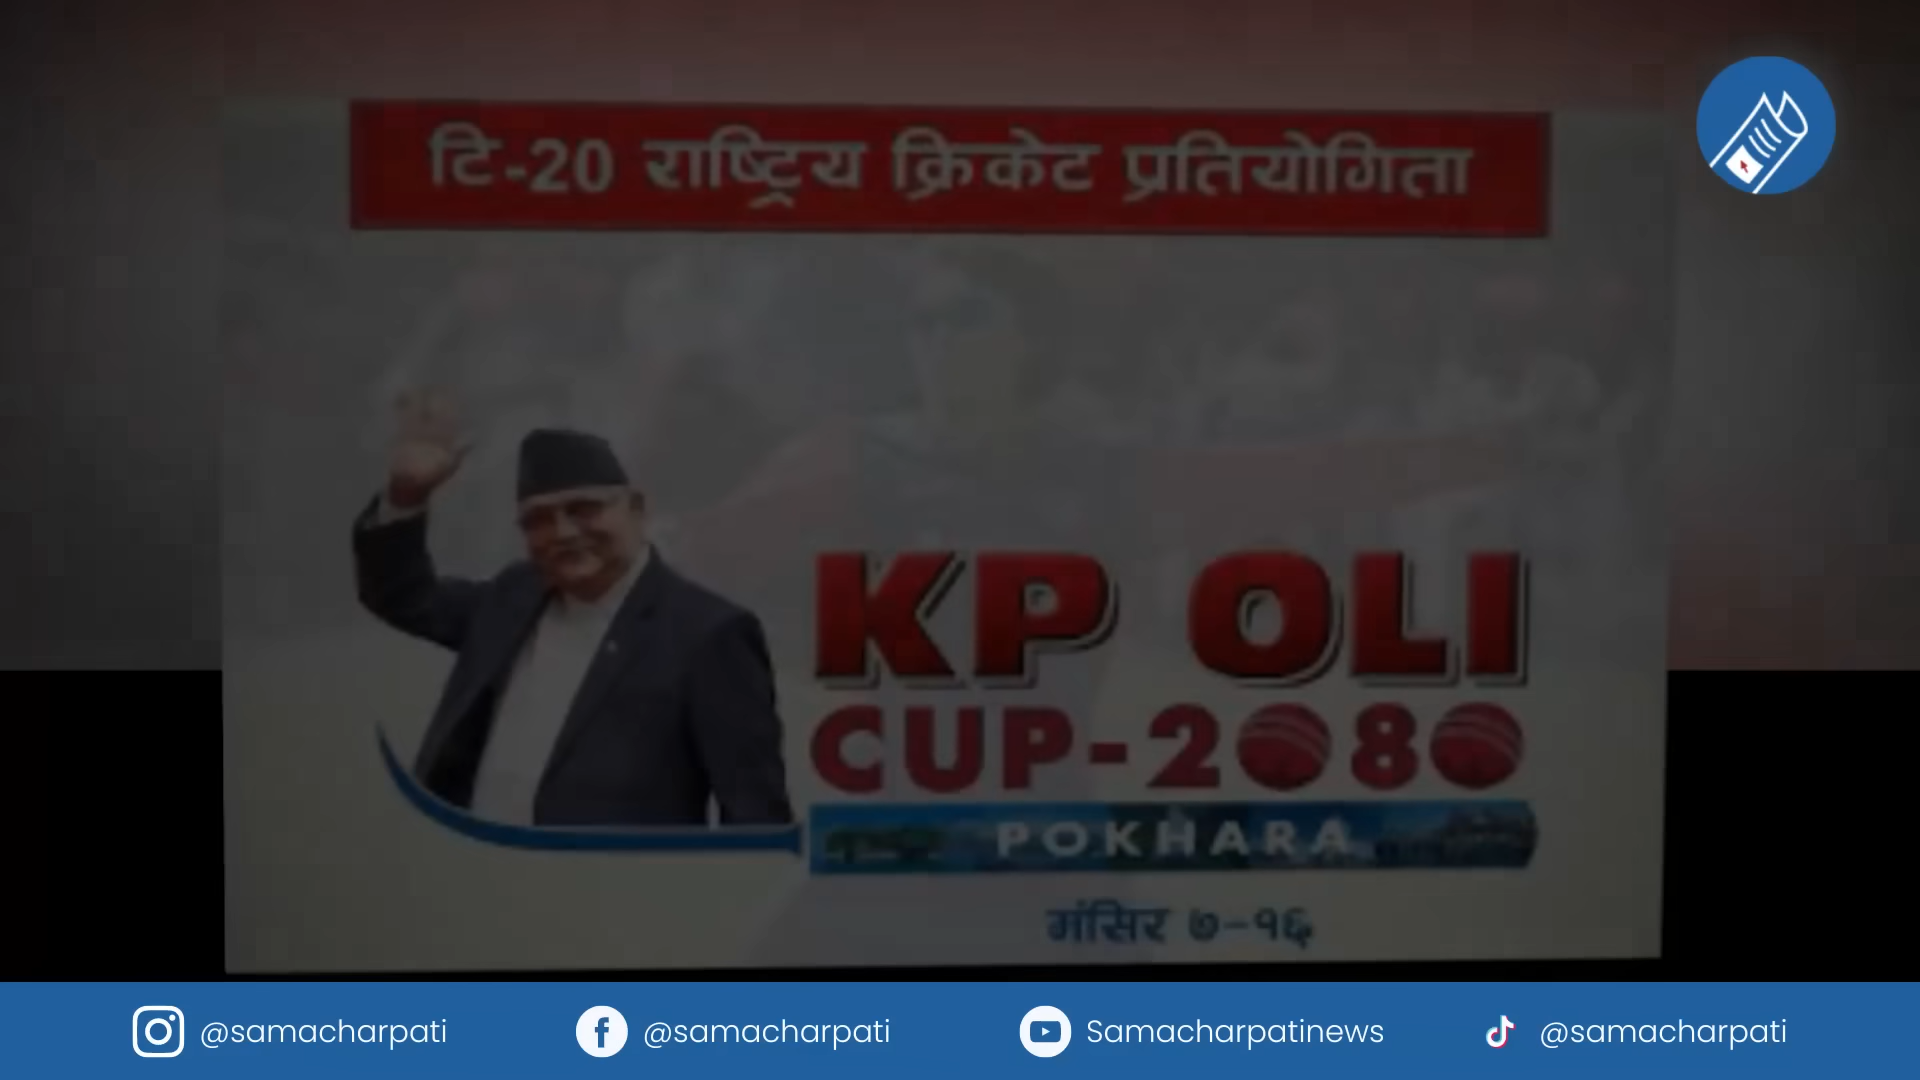 टि-20 राष्ट्रिय क्रिकेट प्रतियोगिता
KP OLI
CUP-2080
POKHARA
मंसिर ७-१६
@samacharpati @samacharpati Samacharpatinews @samacharpati